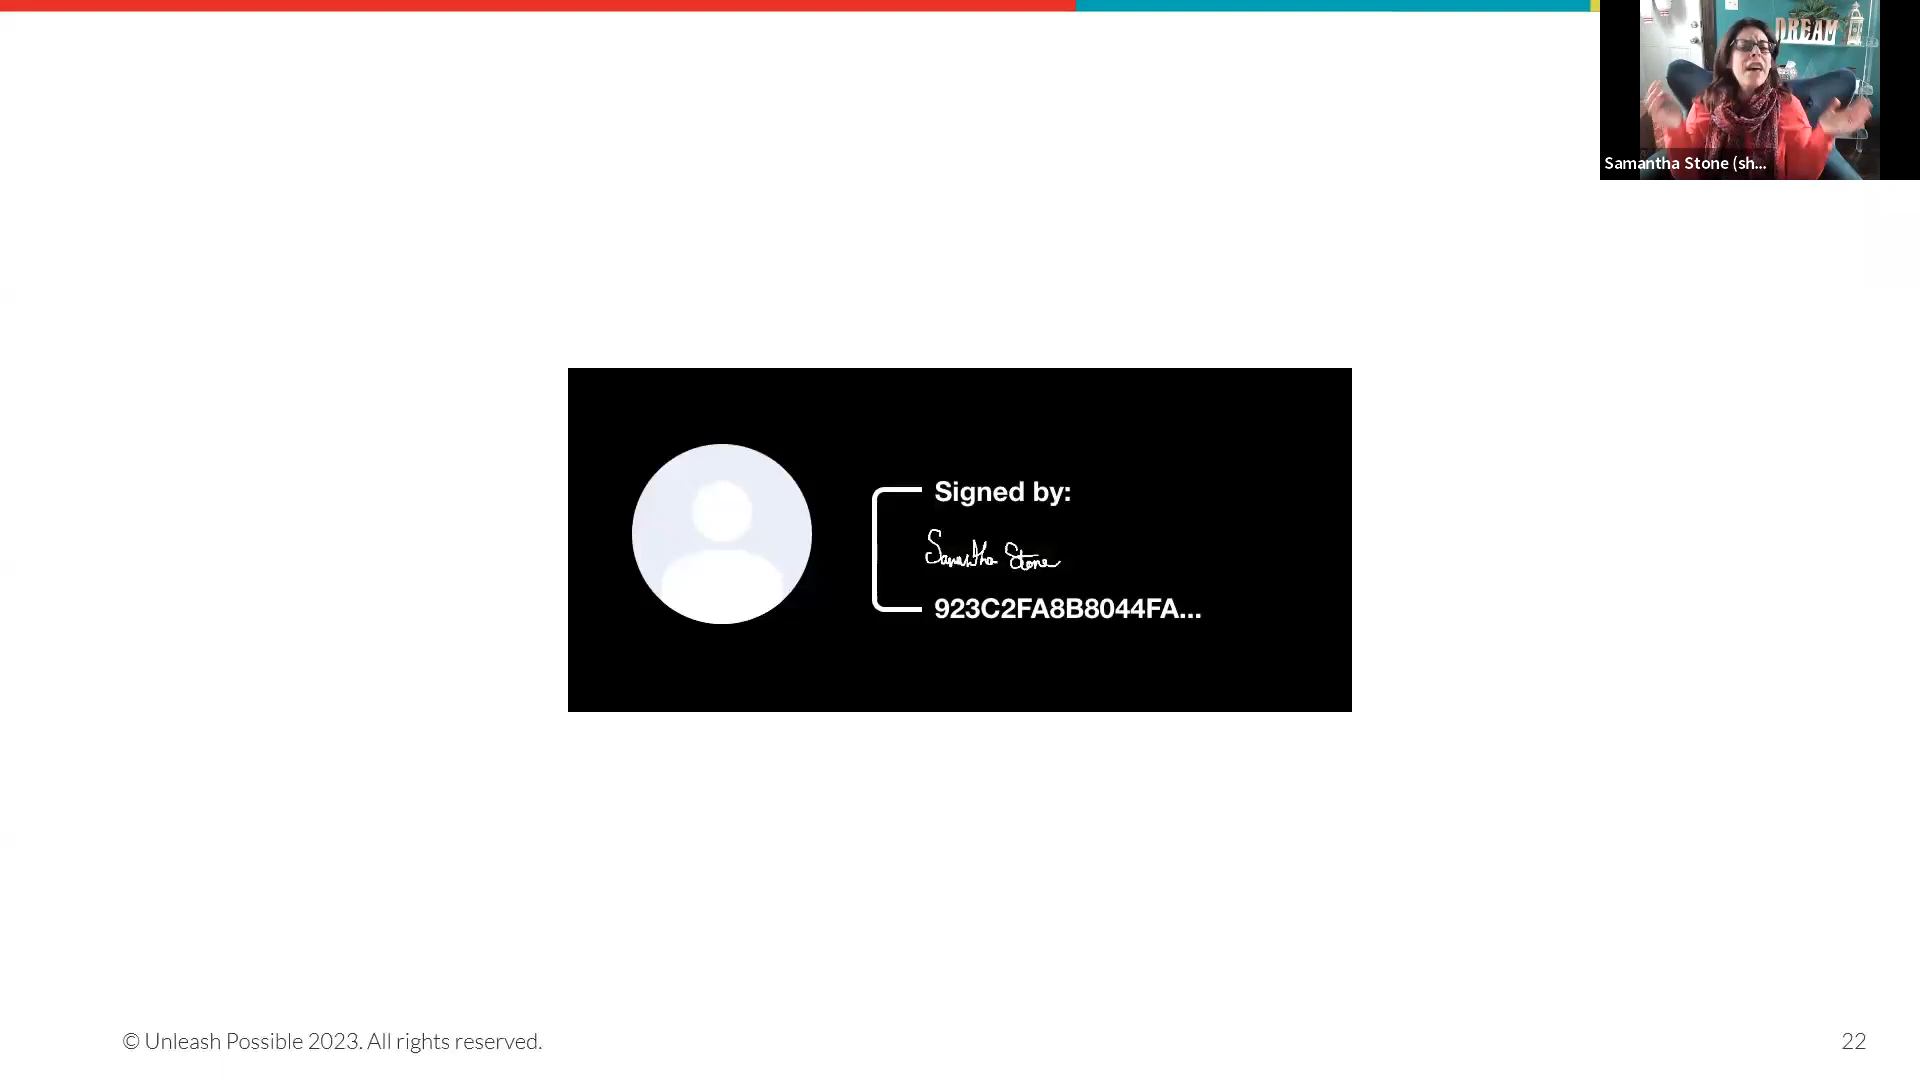 DREAM
Samantha Stone (sh...
Signed by:
Samantha Stone
923C2FA8B8044FA...
© Unleash Possible 2023. All rights reserved.
22